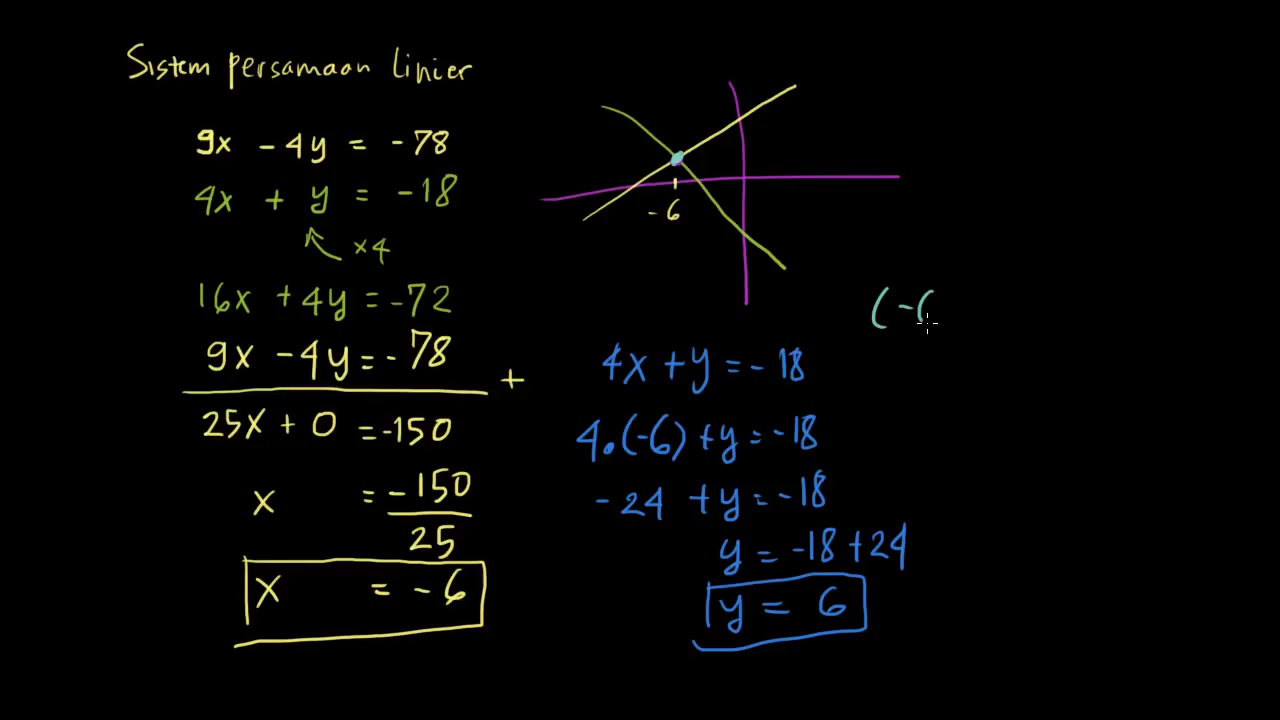 Sistem persamaan linier
9x - 4y = -78
4x + y = -18
×4
16x + 4y = -72
9x - 4y = -78
+
25x + 0 = -150
x = -150
25
x = -6
-6
(-
4x + y = -18
4.(-6) + y = -18
-24 + y = -18
y = -18 + 24
y = 6